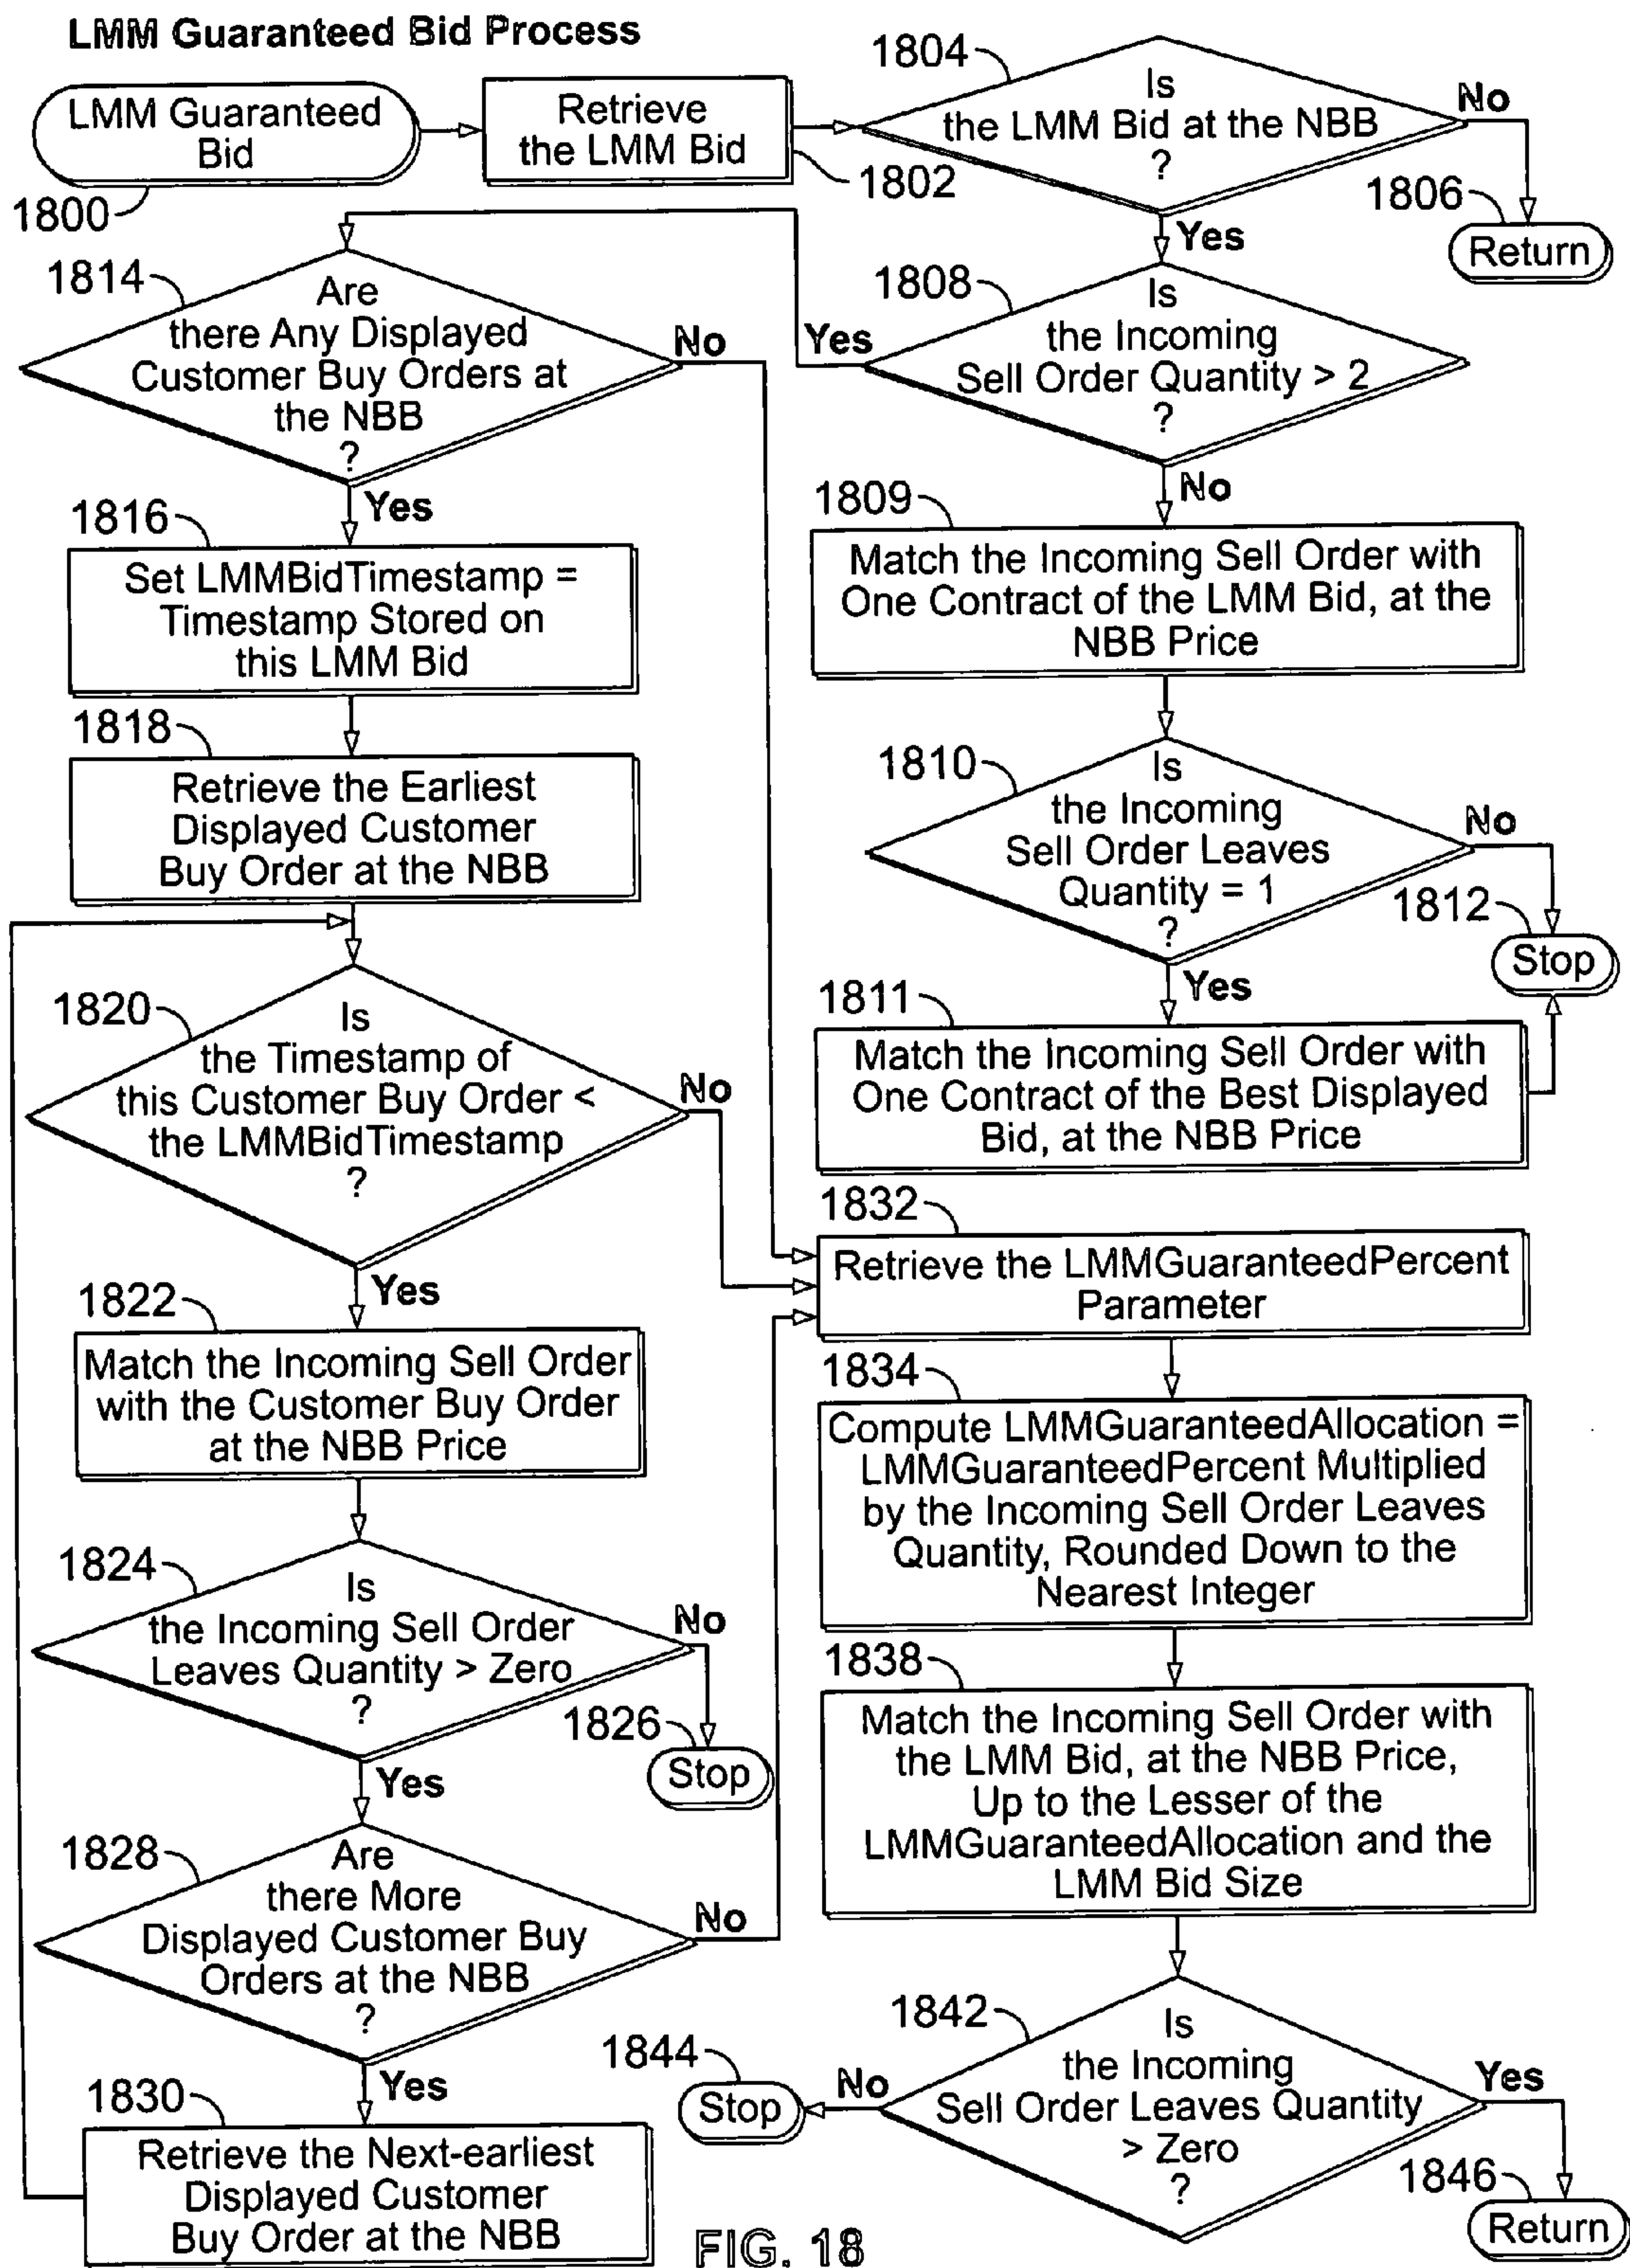 LMM Guaranteed Bid Process
LMM Guaranteed
Bid
1800
Retrieve
the LMM Bid
1802
1804
Is
the LMM Bid at the NBB
?
No
1806
Return
Yes
1808
Is
the Incoming
Sell Order Quantity > 2
?
Yes
No
1809
Match the Incoming Sell Order with
One Contract of the LMM Bid, at the
NBB Price
1810
Is
the Incoming
Sell Order Leaves
Quantity = 1
?
No
1812
Stop
Yes
1811
Match the Incoming Sell Order with
One Contract of the Best Displayed
Bid, at the NBB Price
1814
Are
there Any Displayed
Customer Buy Orders at
the NBB
?
No
Yes
1816
Set LMMBidTimestamp =
Timestamp Stored on
this LMM Bid
1818
Retrieve the Earliest
Displayed Customer
Buy Order at the NBB
1820
Is
the Timestamp of
this Customer Buy Order <
the LMMBidTimestamp
?
No
Yes
1822
Match the Incoming Sell Order
with the Customer Buy Order
at the NBB Price
1824
Is
the Incoming Sell Order
Leaves Quantity > Zero
?
No
1826
Stop
Yes
1828
Are
there More
Displayed Customer Buy
Orders at the NBB
?
No
Yes
1830
Retrieve the Next-earliest
Displayed Customer
Buy Order at the NBB
1832
Retrieve the LMMGuaranteedPercent
Parameter
1834
Compute LMMGuaranteedAllocation =
LMMGuaranteedPercent Multiplied
by the Incoming Sell Order Leaves
Quantity, Rounded Down to the
Nearest Integer
1838
Match the Incoming Sell Order with
the LMM Bid, at the NBB Price,
Up to the Lesser of the
LMMGuaranteedAllocation and the
LMM Bid Size
1842
Is
the Incoming
Sell Order Leaves Quantity
> Zero
?
No
1844
Stop
Yes
1846
Return
FIG. 18